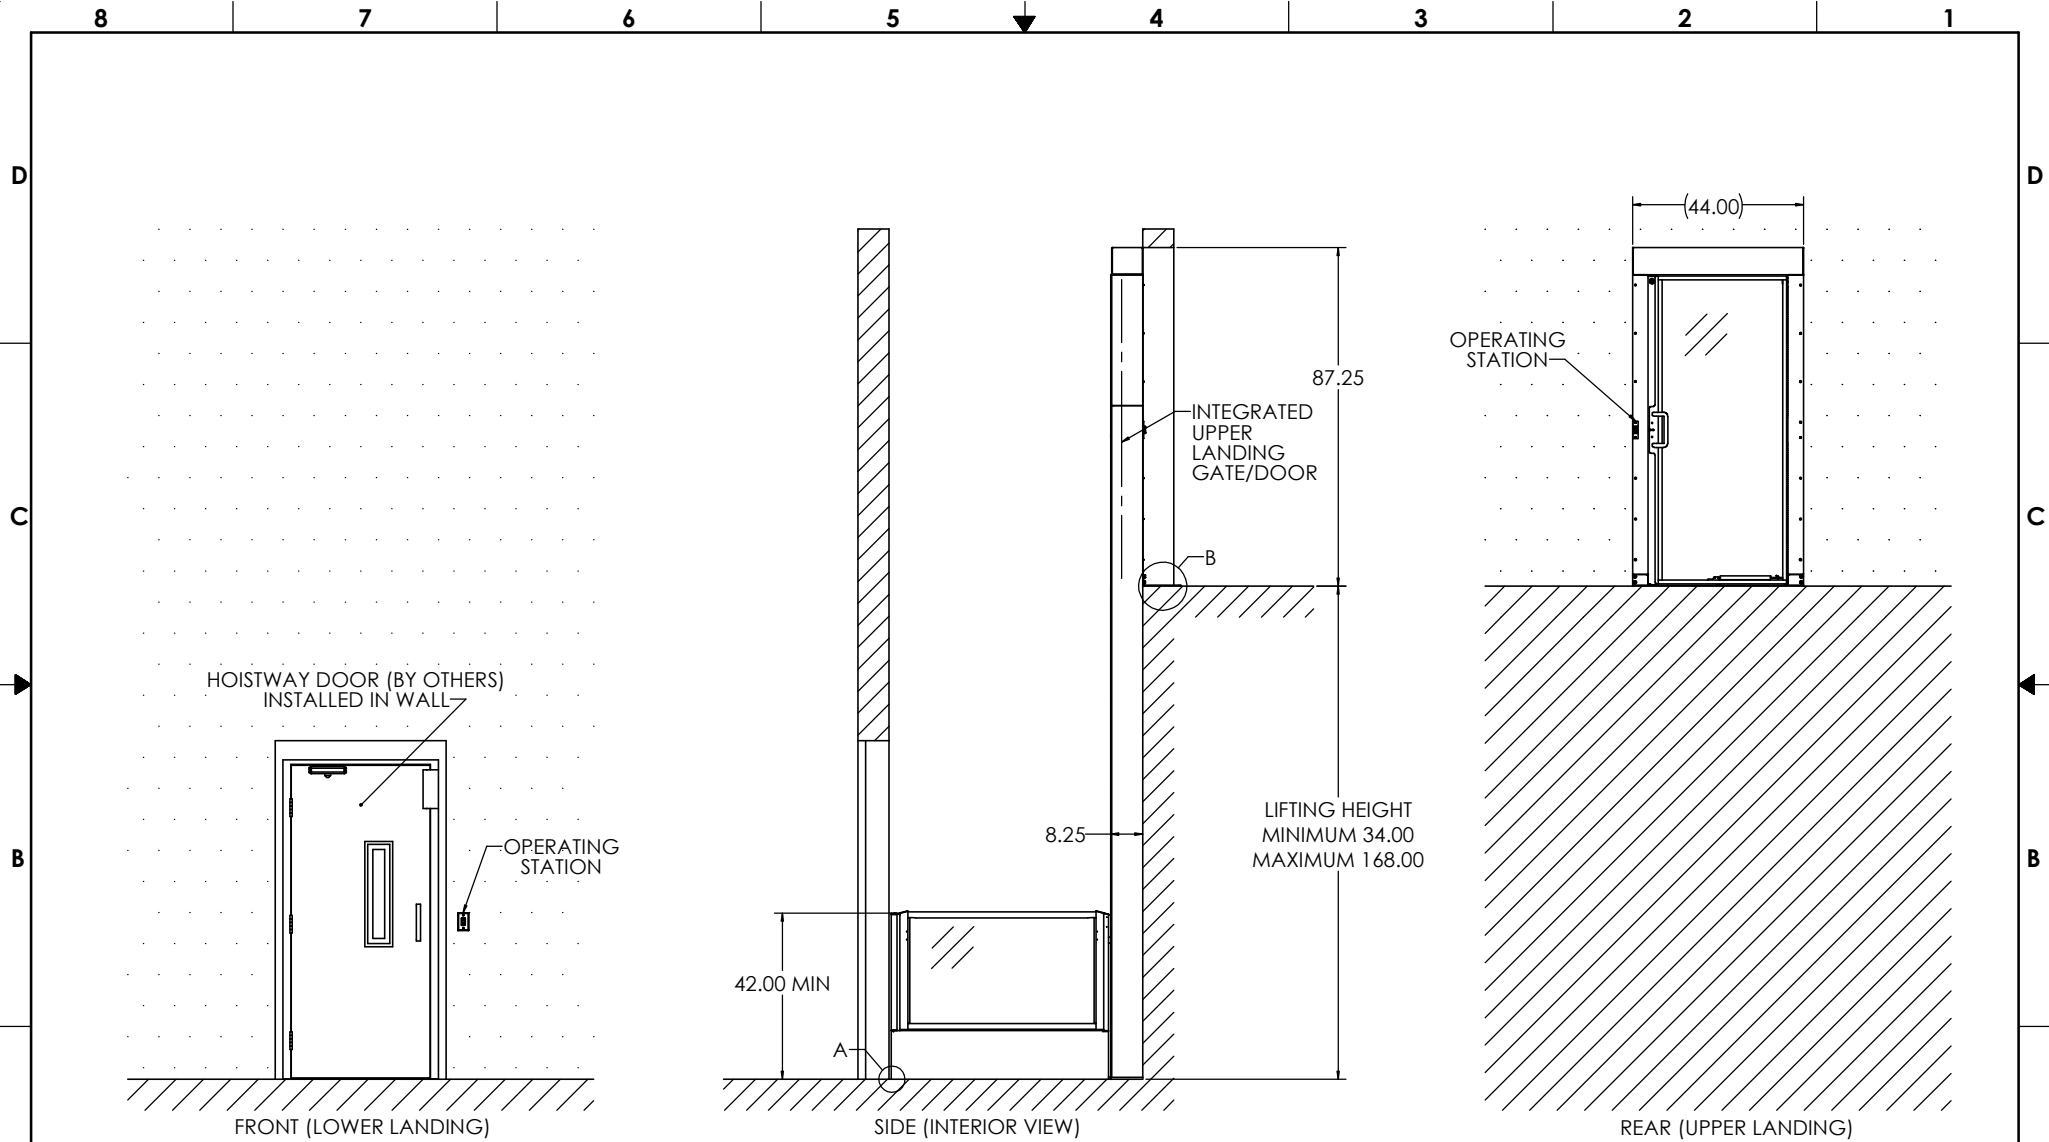 8 7 6 5 4 3 2 1
D
D
(44.00)
OPERATING
STATION
87.25
INTEGRATED
UPPER
LANDING
GATE/DOOR
C
C
B
HOISTWAY DOOR (BY OTHERS)
INSTALLED IN WALL
LIFTING HEIGHT
MINIMUM 34.00
MAXIMUM 168.00
8.25
OPERATING
STATION
B
B
42.00 MIN
A
FRONT (LOWER LANDING)
SIDE (INTERIOR VIEW)
REAR (UPPER LANDING)